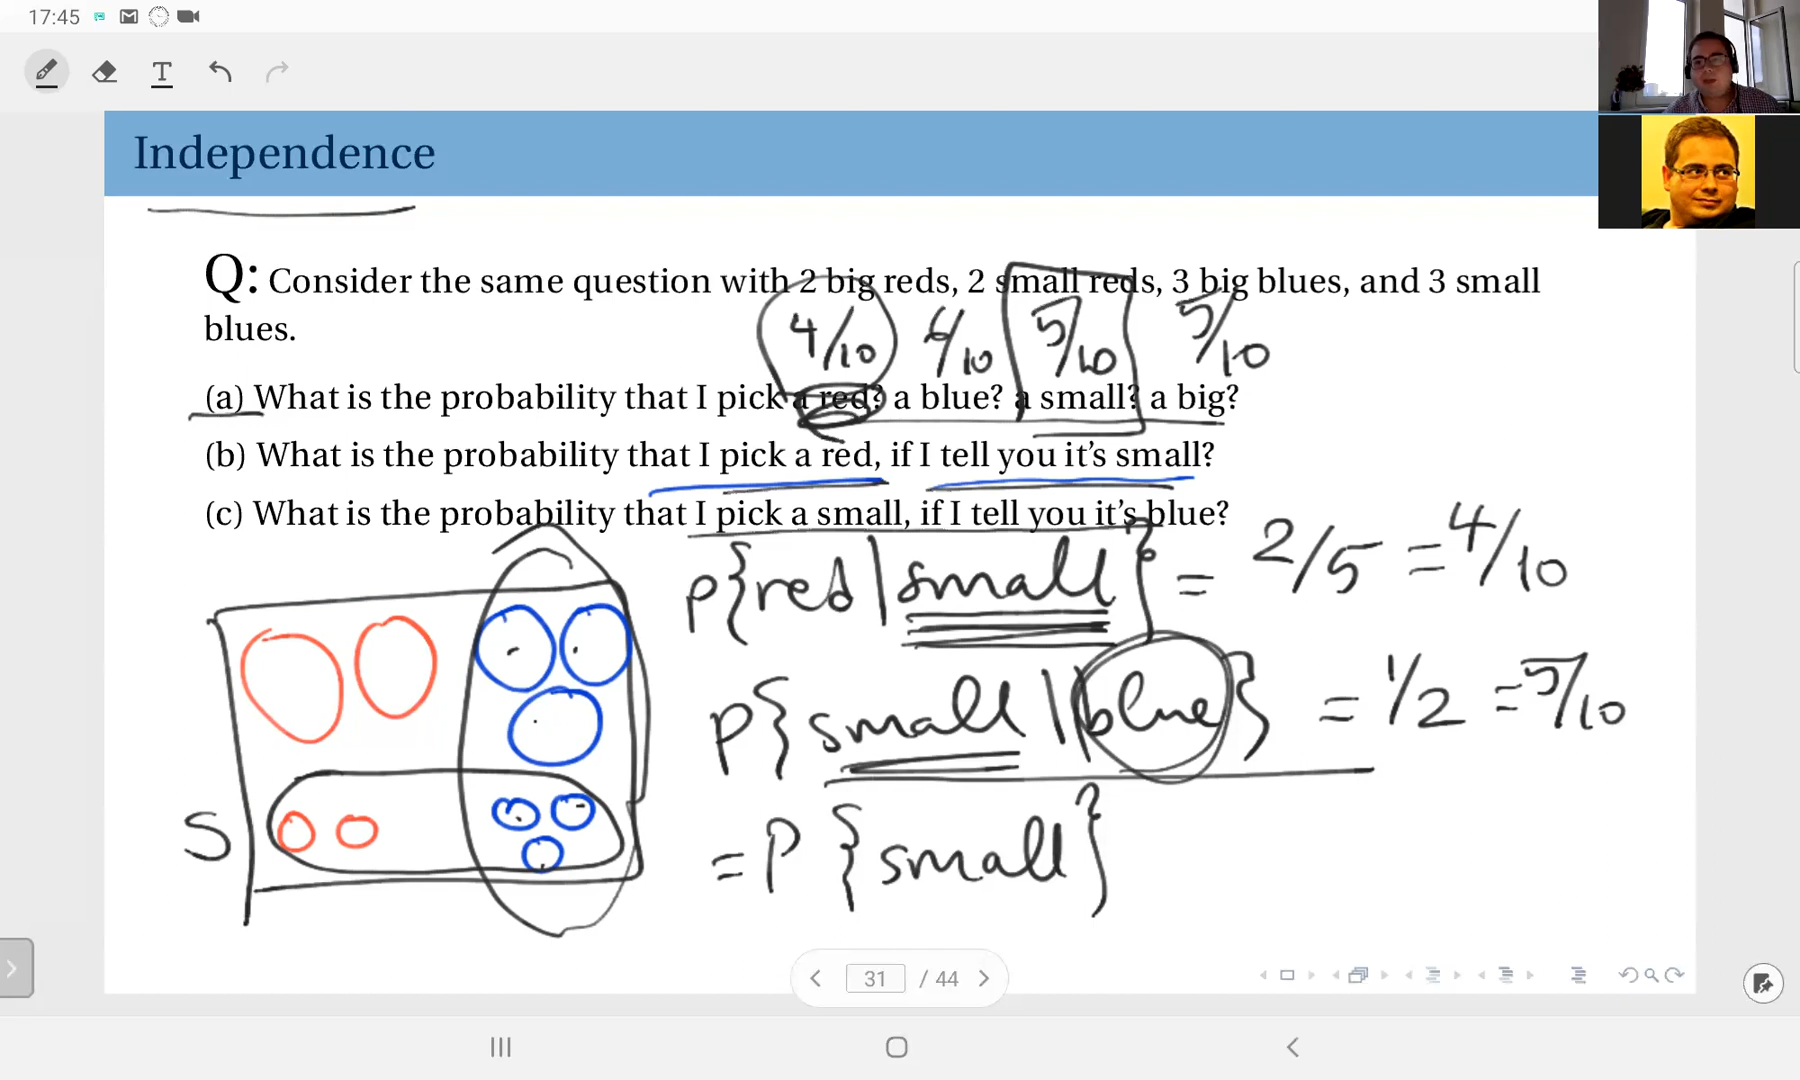 17:45
Independence
Q: Consider the same question with 2 big reds, 2 small reds, 3 big blues, and 3 small
blues.
4/10 6/10 5/10 5/10
(a) What is the probability that I pick a red? a blue? a small? a big?
(b) What is the probability that I pick a red, if I tell you it's small?
(c) What is the probability that I pick a small, if I tell you it's blue?
P{red|small} = 2/5 = 4/10
P{small|blue} = 1/2 = 5/10
S
= P{small}
31 / 44